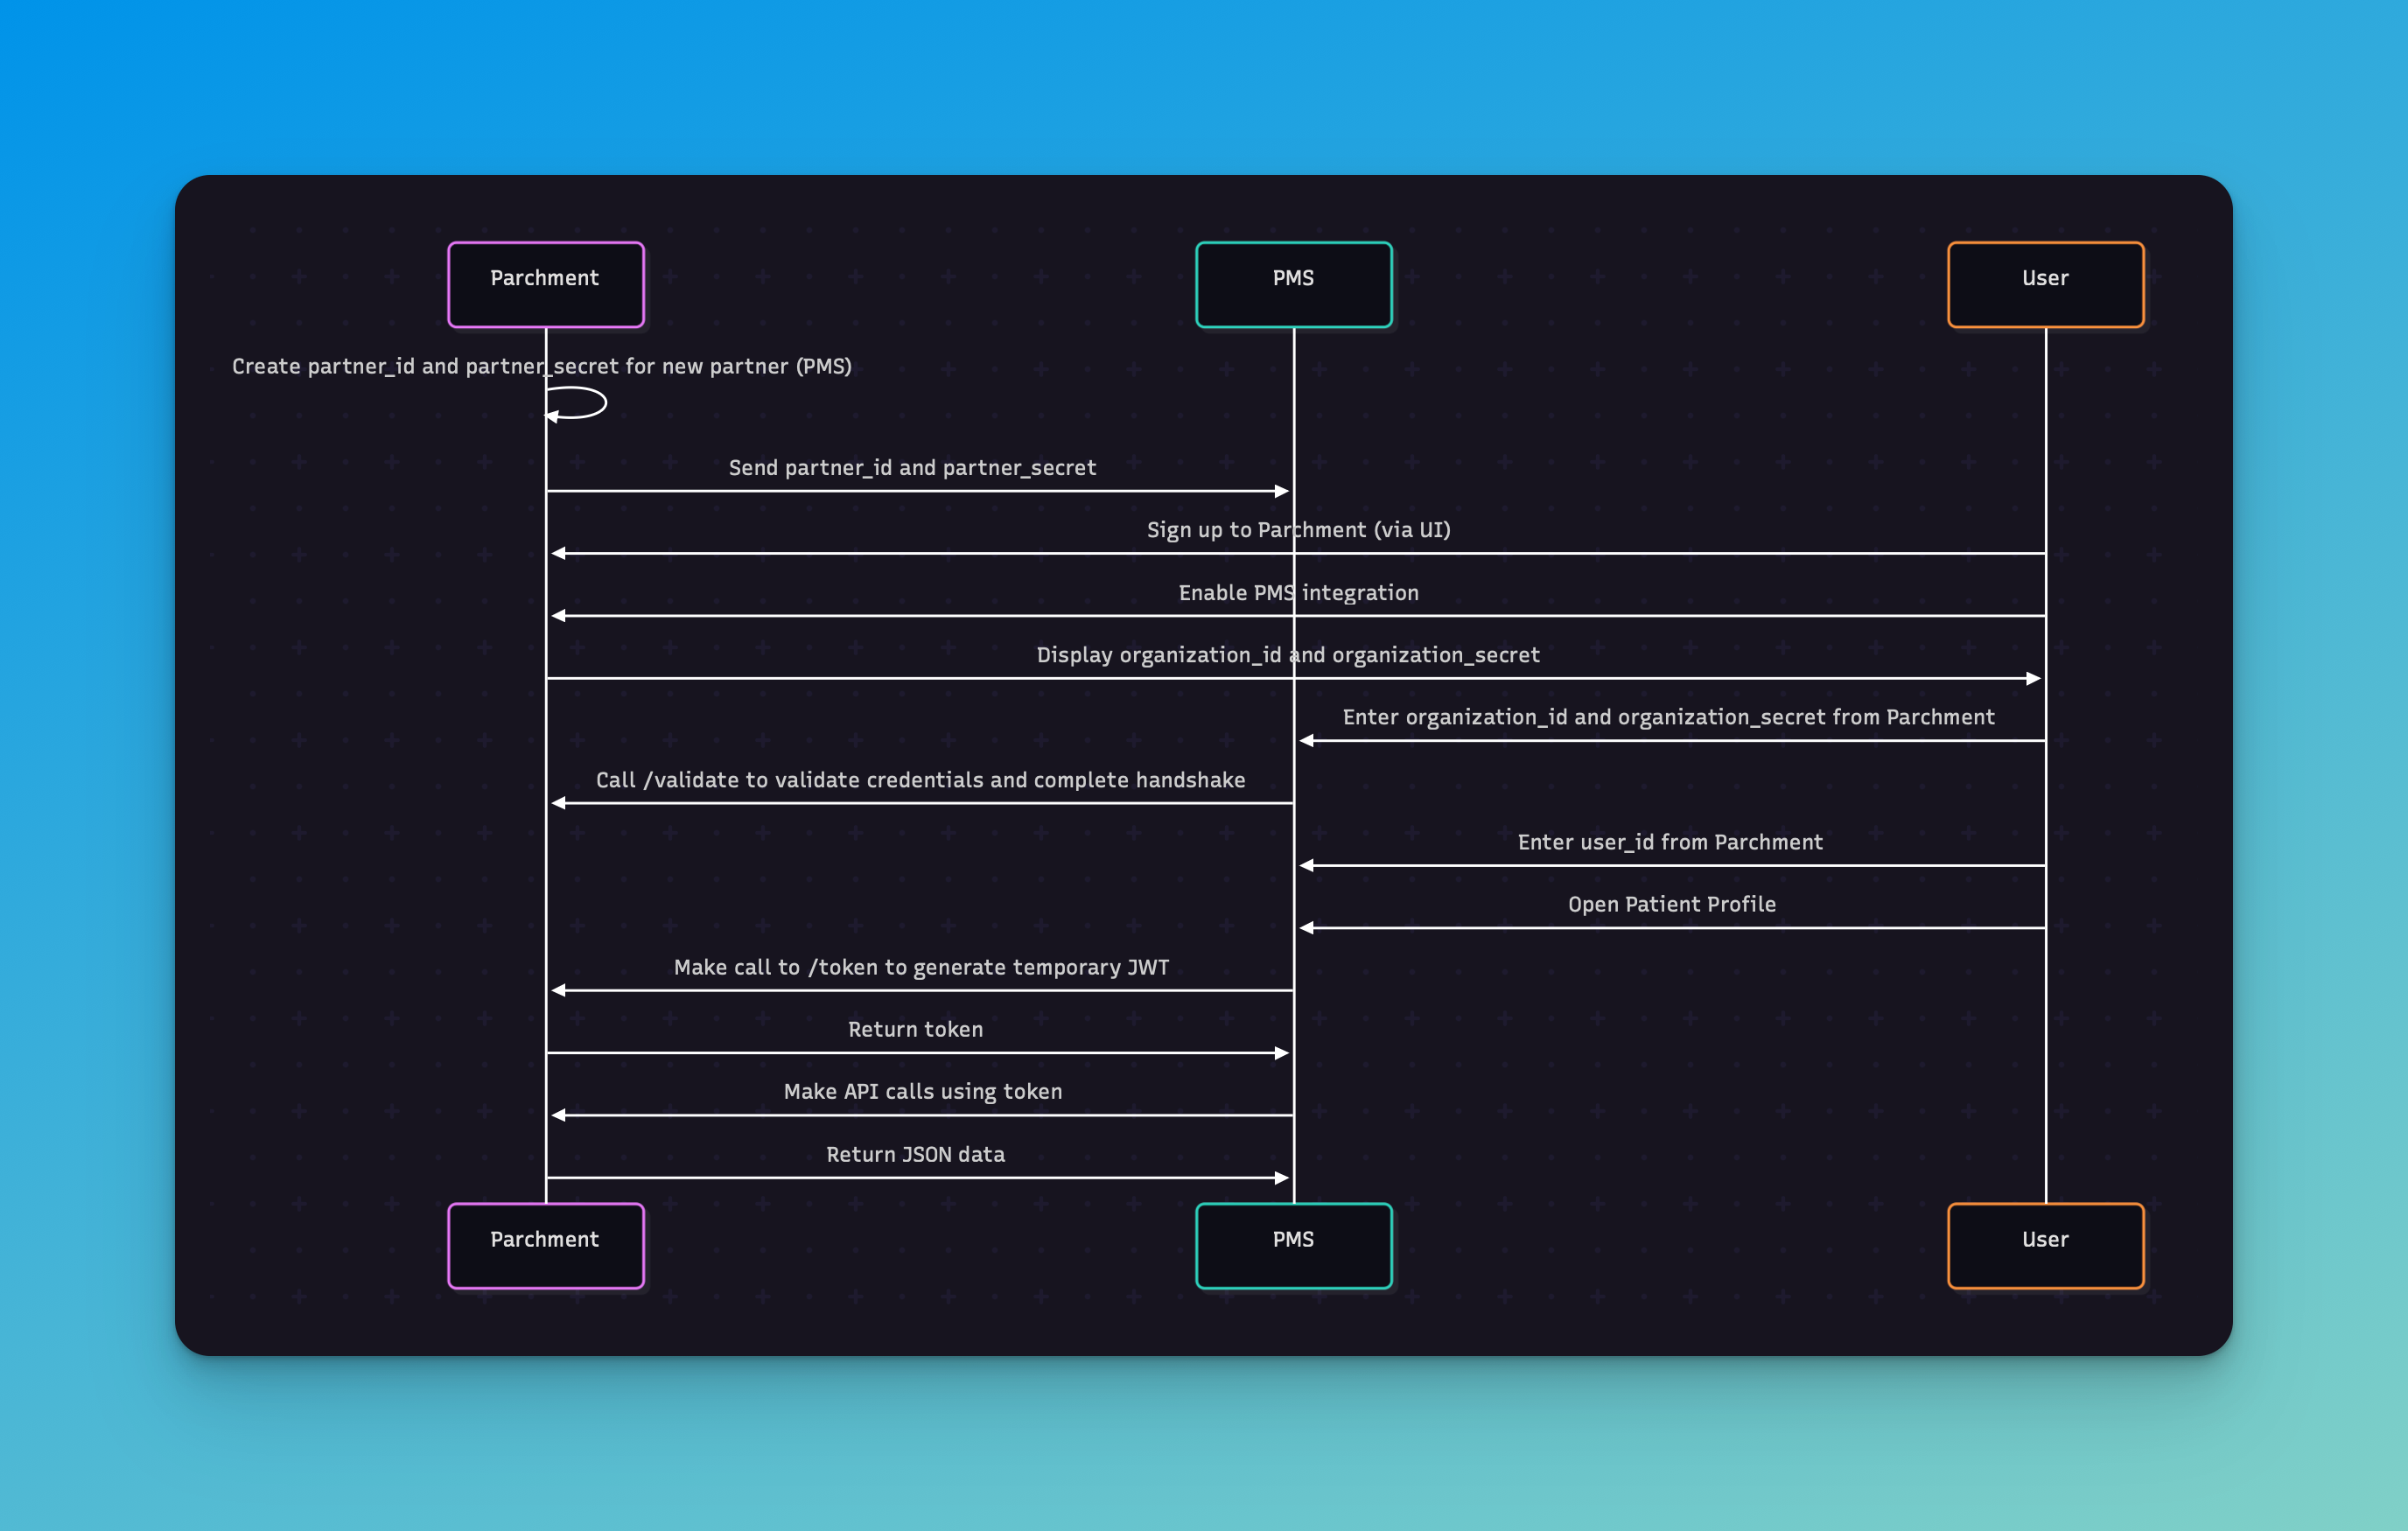 Parchment
PMS
User
Create partner_id and partner_secret for new partner (PMS)
Send partner_id and partner_secret
Sign up to Parchment (via UI)
Enable PMS integration
Display organization_id and organization_secret
Enter organization_id and organization_secret from Parchment
Call /validate to validate credentials and complete handshake
Enter user_id from Parchment
Open Patient Profile
Make call to /token to generate temporary JWT
Return token
Make API calls using token
Return JSON data
Parchment
PMS
User